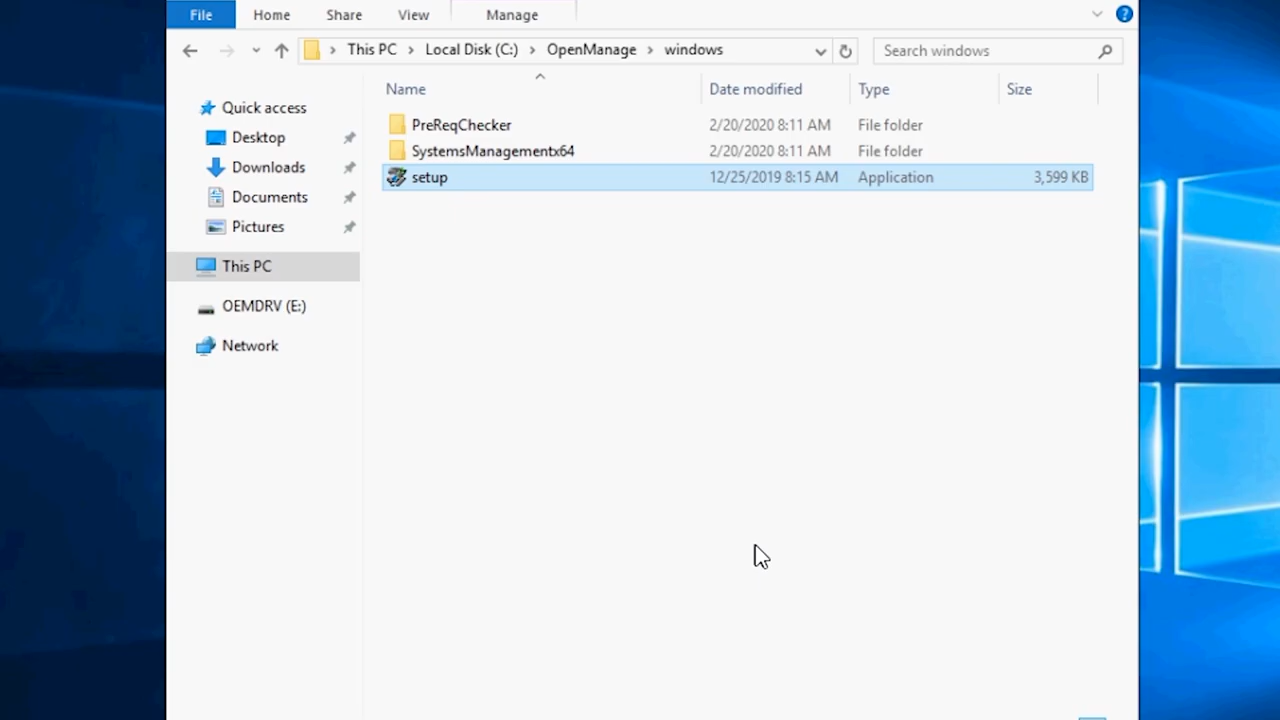 File Home Share View Manage
This PC Local Disk (C:) OpenManage windows Search windows
Name Date modified Type Size
Quick access
Desktop
Downloads
Documents
Pictures
This PC
OEMDRV (E:)
Network
PreReqChecker 2/20/2020 8:11 AM File folder
SystemsManagementx64 2/20/2020 8:11 AM File folder
setup 12/25/2019 8:15 AM Application 3,599 KB